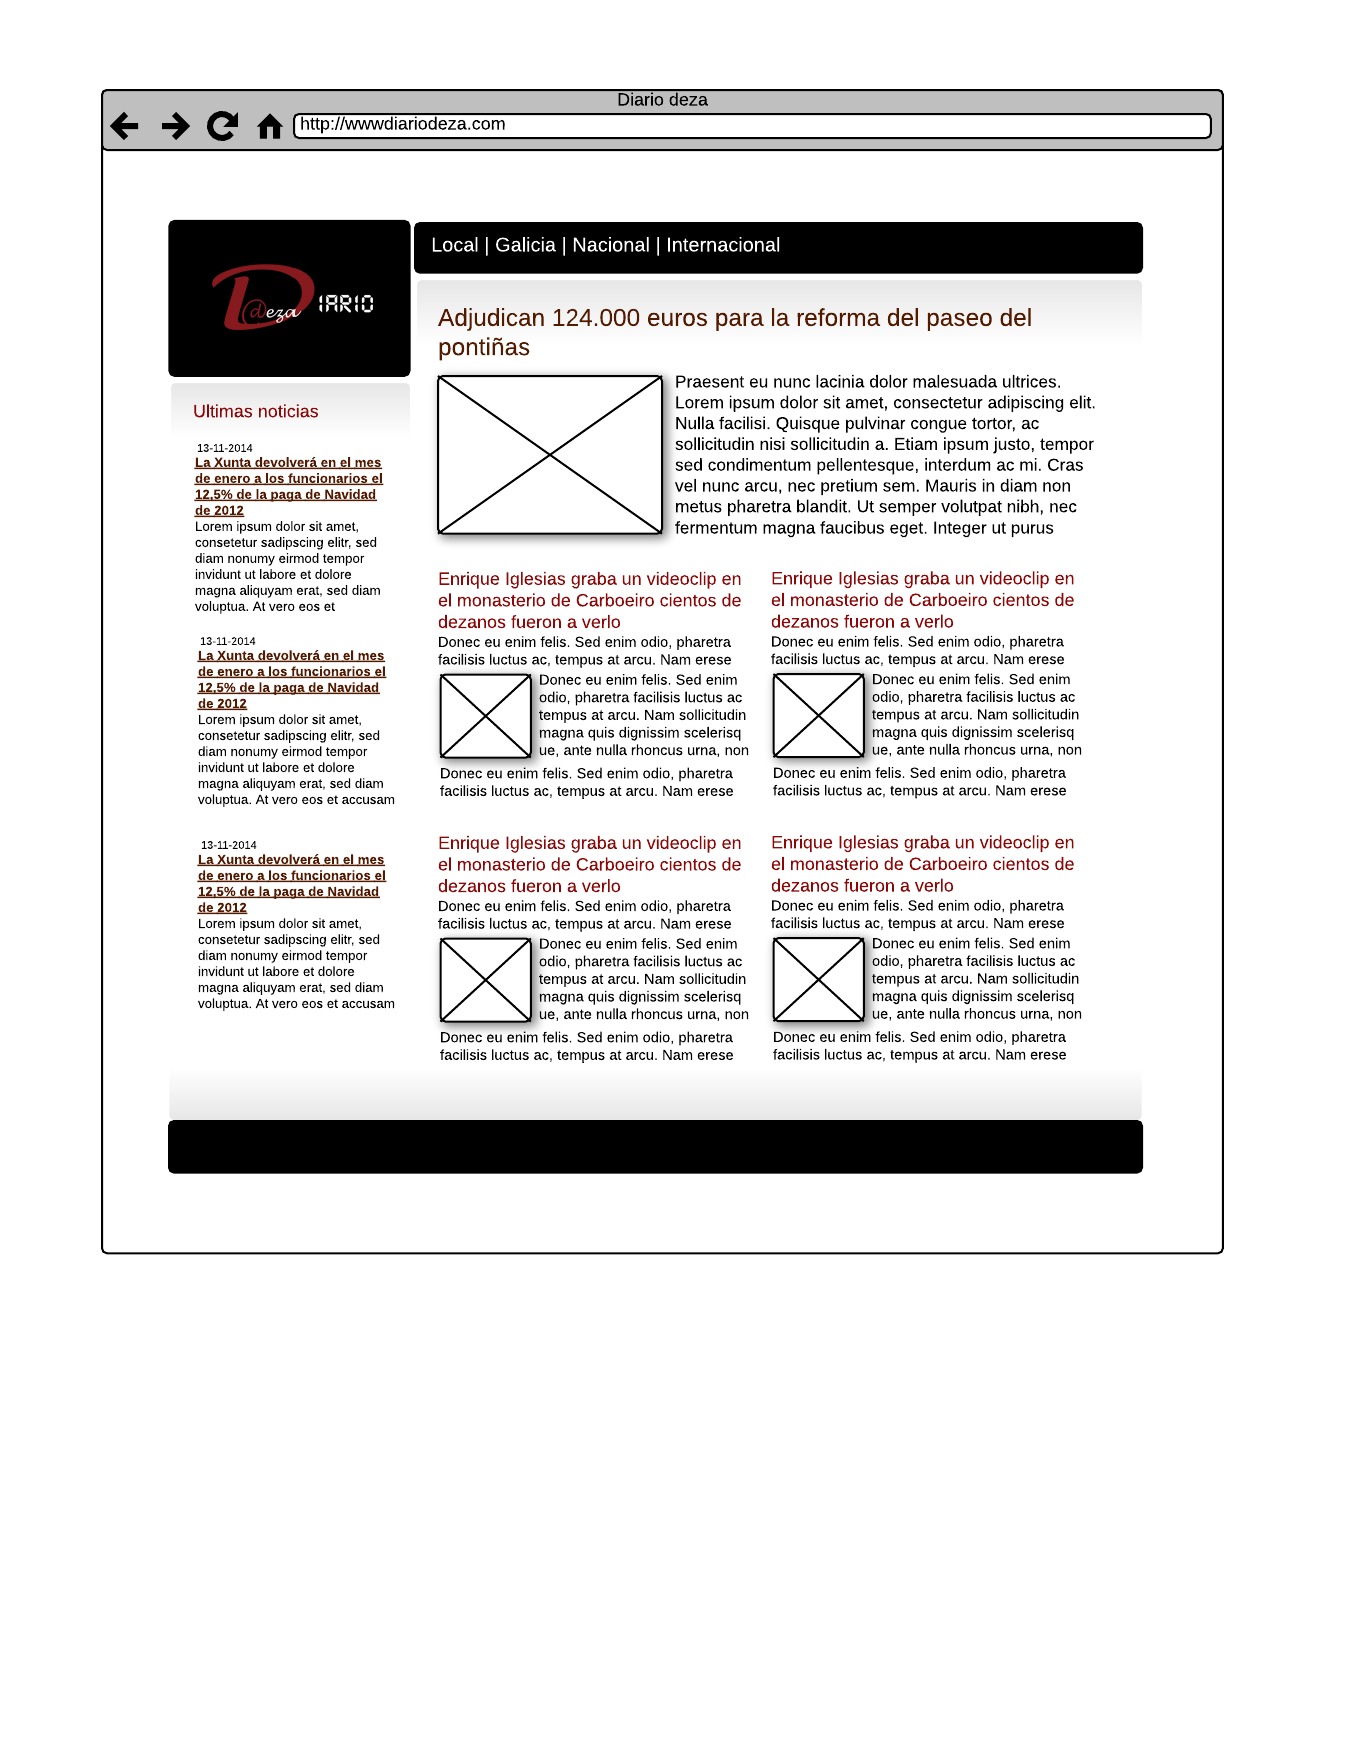 Diario deza
http://wwwdiariodeza.com
D@deza IARIO
Local | Galicia | Nacional | Internacional
Ultimas noticias
13-11-2014
La Xunta devolverá en el mes
de enero a los funcionarios el
12,5% de la paga de Navidad
de 2012
Lorem ipsum dolor sit amet,
consetetur sadipscing elitr, sed
diam nonumy eirmod tempor
invidunt ut labore et dolore
magna aliquyam erat, sed diam
voluptua. At vero eos et
13-11-2014
La Xunta devolverá en el mes
de enero a los funcionarios el
12,5% de la paga de Navidad
de 2012
Lorem ipsum dolor sit amet,
consetetur sadipscing elitr, sed
diam nonumy eirmod tempor
invidunt ut labore et dolore
magna aliquyam erat, sed diam
voluptua. At vero eos et accusam
13-11-2014
La Xunta devolverá en el mes
de enero a los funcionarios el
12,5% de la paga de Navidad
de 2012
Lorem ipsum dolor sit amet,
consetetur sadipscing elitr, sed
diam nonumy eirmod tempor
invidunt ut labore et dolore
magna aliquyam erat, sed diam
voluptua. At vero eos et accusam
Adjudican 124.000 euros para la reforma del paseo del
pontiñas
Praesent eu nunc lacinia dolor malesuada ultrices.
Lorem ipsum dolor sit amet, consectetur adipiscing elit.
Nulla facilisi. Quisque pulvinar congue tortor, ac
sollicitudin nisi sollicitudin a. Etiam ipsum justo, tempor
sed condimentum pellentesque, interdum ac mi. Cras
vel nunc arcu, nec pretium sem. Mauris in diam non
metus pharetra blandit. Ut semper volutpat nibh, nec
fermentum magna faucibus eget. Integer ut purus
Enrique Iglesias graba un videoclip en
el monasterio de Carboeiro cientos de
dezanos fueron a verlo
Donec eu enim felis. Sed enim odio, pharetra
facilisis luctus ac, tempus at arcu. Nam erese
Donec eu enim felis. Sed enim
odio, pharetra facilisis luctus ac
tempus at arcu. Nam sollicitudin
magna quis dignissim scelerisq
ue, ante nulla rhoncus urna, non
Donec eu enim felis. Sed enim odio, pharetra
facilisis luctus ac, tempus at arcu. Nam erese
Enrique Iglesias graba un videoclip en
el monasterio de Carboeiro cientos de
dezanos fueron a verlo
Donec eu enim felis. Sed enim odio, pharetra
facilisis luctus ac, tempus at arcu. Nam erese
Donec eu enim felis. Sed enim
odio, pharetra facilisis luctus ac
tempus at arcu. Nam sollicitudin
magna quis dignissim scelerisq
ue, ante nulla rhoncus urna, non
Donec eu enim felis. Sed enim odio, pharetra
facilisis luctus ac, tempus at arcu. Nam erese
Enrique Iglesias graba un videoclip en
el monasterio de Carboeiro cientos de
dezanos fueron a verlo
Donec eu enim felis. Sed enim odio, pharetra
facilisis luctus ac, tempus at arcu. Nam erese
Donec eu enim felis. Sed enim
odio, pharetra facilisis luctus ac
tempus at arcu. Nam sollicitudin
magna quis dignissim scelerisq
ue, ante nulla rhoncus urna, non
Donec eu enim felis. Sed enim odio, pharetra
facilisis luctus ac, tempus at arcu. Nam erese
Enrique Iglesias graba un videoclip en
el monasterio de Carboeiro cientos de
dezanos fueron a verlo
Donec eu enim felis. Sed enim odio, pharetra
facilisis luctus ac, tempus at arcu. Nam erese
Donec eu enim felis. Sed enim
odio, pharetra facilisis luctus ac
tempus at arcu. Nam sollicitudin
magna quis dignissim scelerisq
ue, ante nulla rhoncus urna, non
Donec eu enim felis. Sed enim odio, pharetra
facilisis luctus ac, tempus at arcu. Nam erese